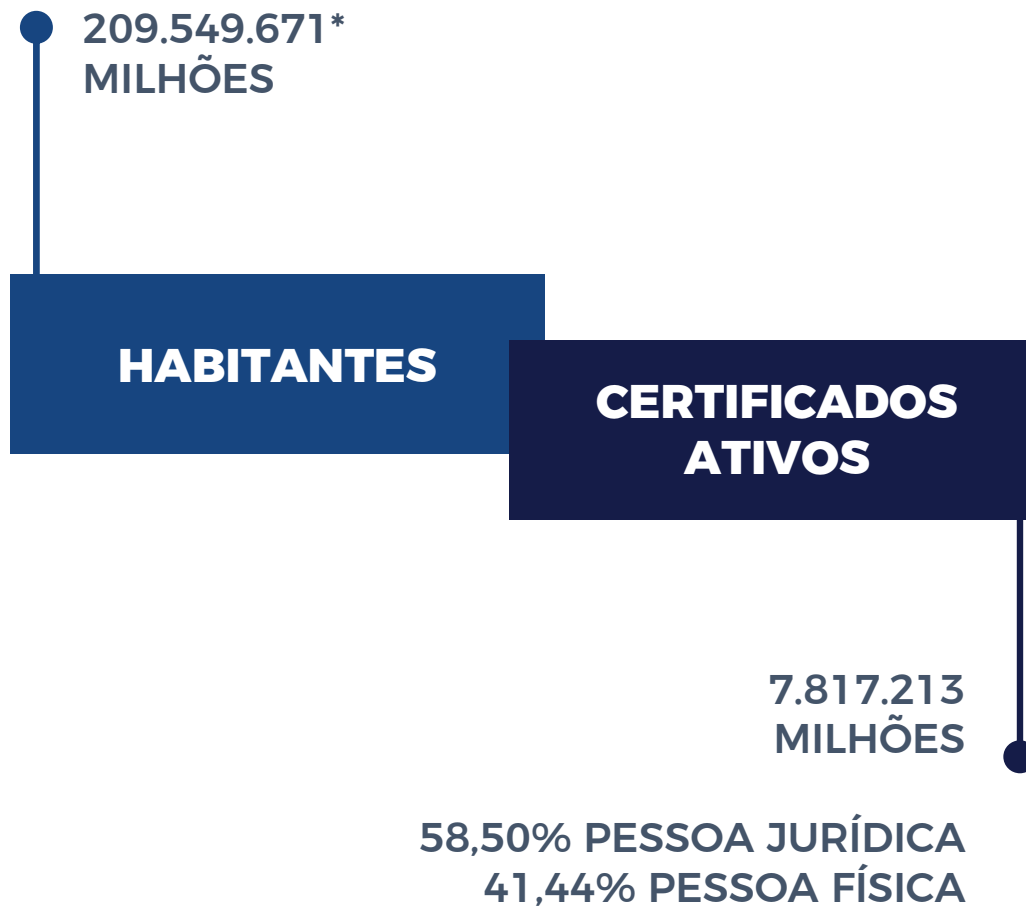 209.549.671*
MILHÕES
HABITANTES
CERTIFICADOS
ATIVOS
7.817.213
MILHÕES
58,50% PESSOA JURÍDICA
41,44% PESSOA FÍSICA